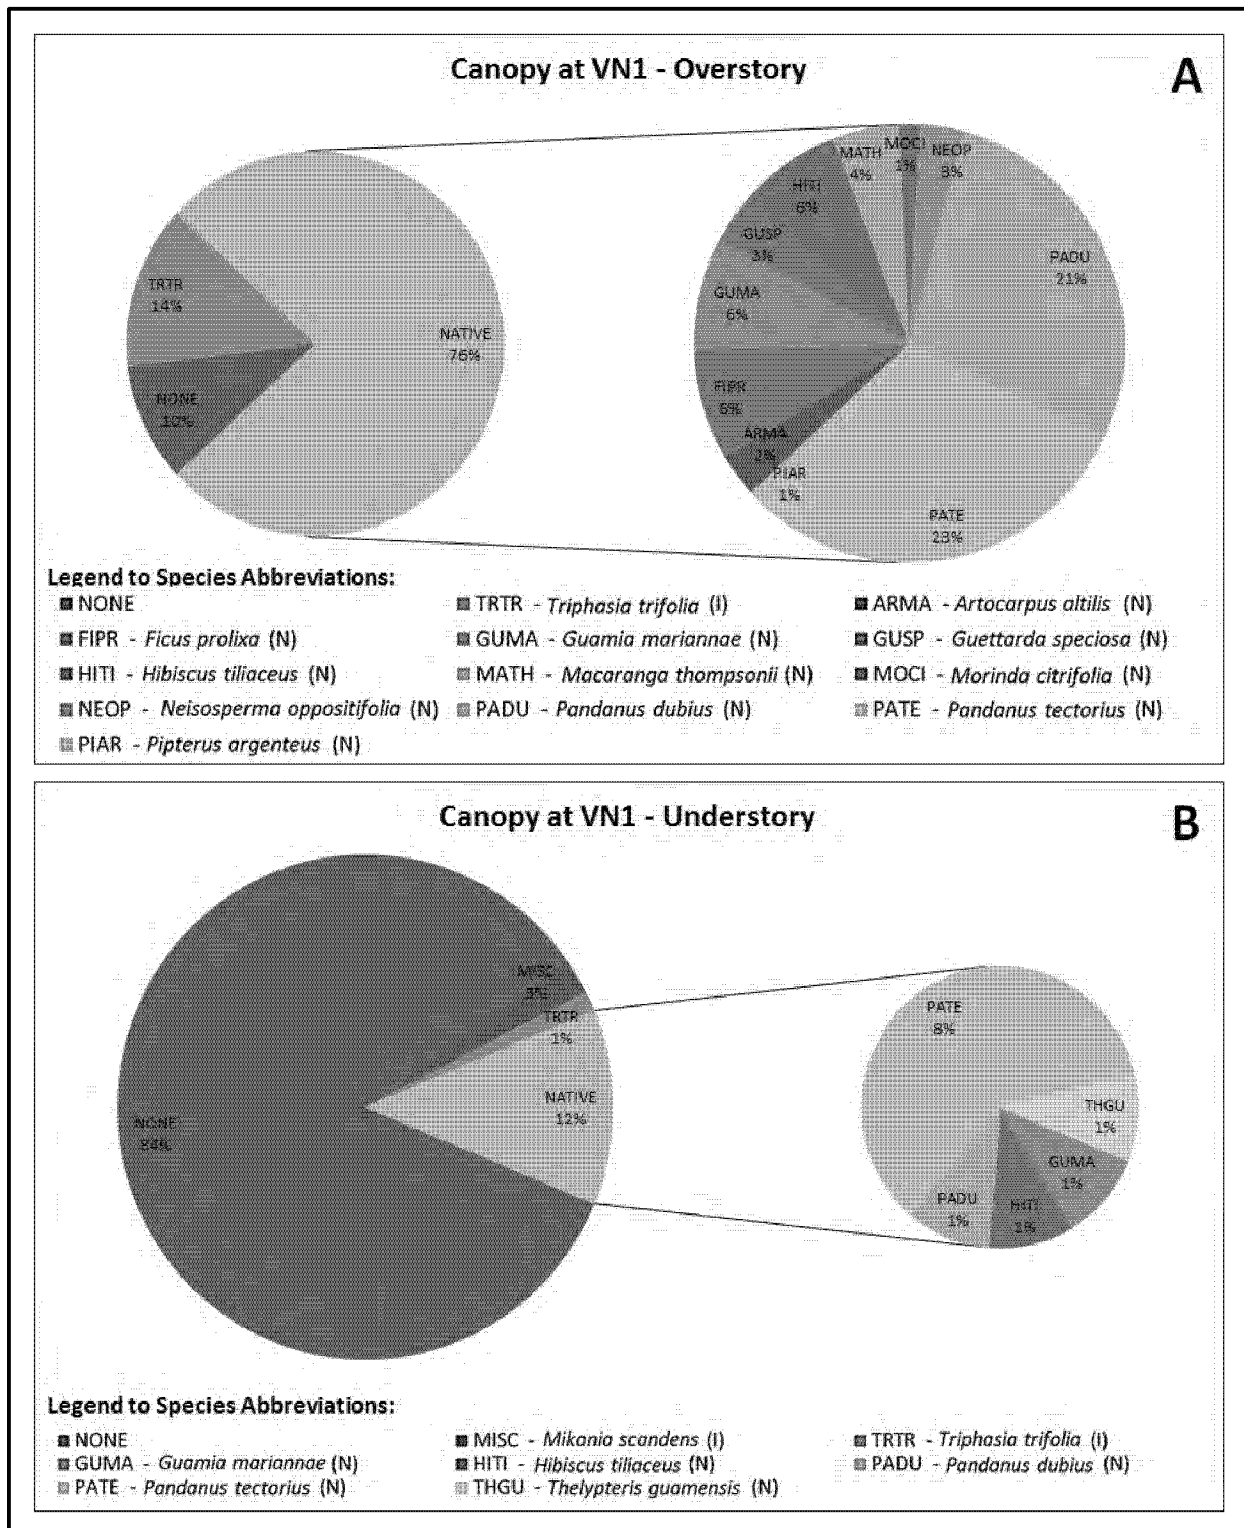 Canopy at VN1 - Overstory
A
MATH
4%
MOCI
1%
NEOP
3%
HITI
6%
GUSP
3%
PADU
21%
TRTR
14%
GUMA
6%
NATIVE
76%
FIPR
6%
NONE
10%
ARMA
2%
PIAR
1%
PATE
23%
Legend to Species Abbreviations:
NONE TRTR - Triphasia trifolia (I) ARMA - Artocarpus altilis (N)
FIPR - Ficus prolixa (N) GUMA - Guamia mariannae (N) GUSP - Guettarda speciosa (N)
HITI - Hibiscus tiliaceus (N) MATH - Macaranga thompsonii (N) MOCI - Morinda citrifolia (N)
NEOP - Neisosperma oppositifolia (N) PADU - Pandanus dubius (N) PATE - Pandanus tectorius (N)
PIAR - Pipterus argenteus (N)
Canopy at VN1 - Understory
B
MISC
3%
TRTR
1%
NATIVE
12%
NONE
84%
PATE
8%
THGU
1%
GUMA
1%
HITI
1%
PADU
1%
Legend to Species Abbreviations:
NONE MISC - Mikania scandens (I) TRTR - Triphasia trifolia (I)
GUMA - Guamia mariannae (N) HITI - Hibiscus tiliaceus (N) PADU - Pandanus dubius (N)
PATE - Pandanus tectorius (N) THGU - Thelypteris guamensis (N)